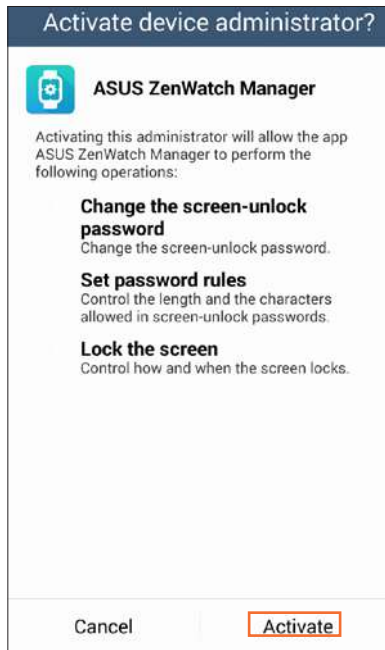 Activate device administrator?
ASUS ZenWatch Manager
Activating this administrator will allow the app
ASUS ZenWatch Manager to perform the
following operations:
Change the screen-unlock
password
Change the screen-unlock password.
Set password rules
Control the length and the characters
allowed in screen-unlock passwords.
Lock the screen
Control how and when the screen locks.
Cancel
Activate